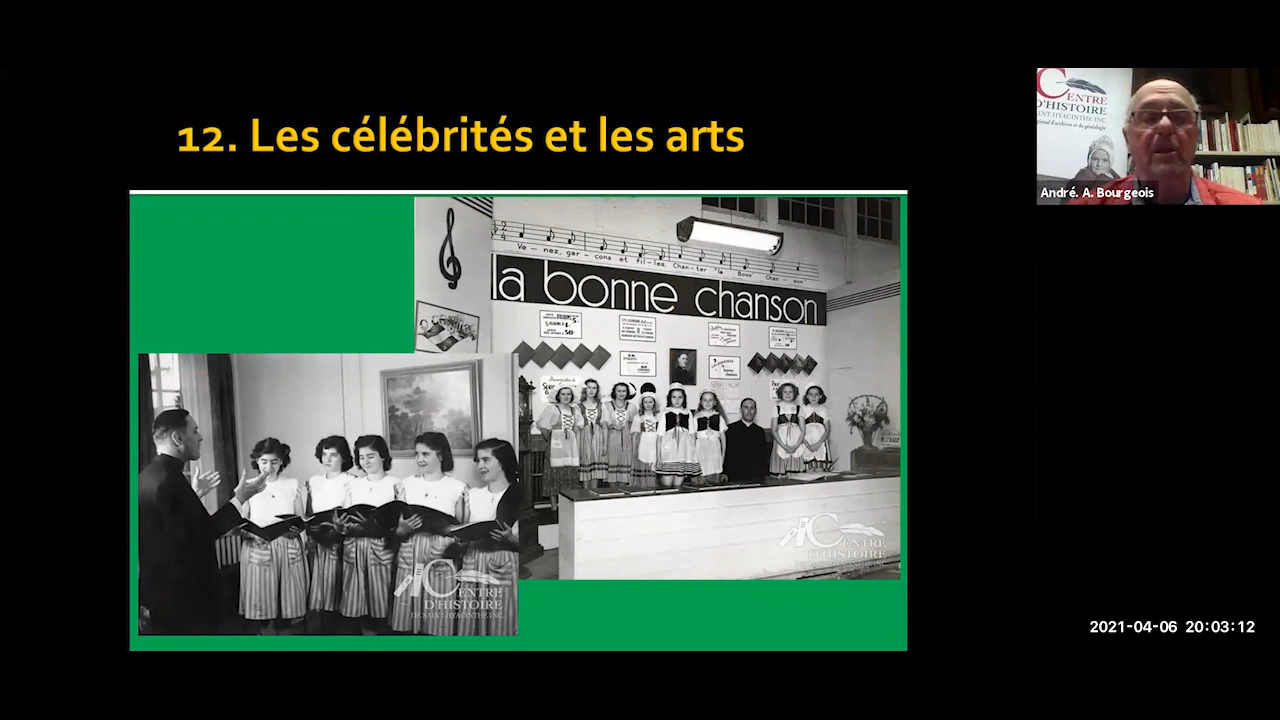 12. Les célébrités et les arts
CENTRE
D'HISTOIRE
SAINT-HYACINTHE INC.
André. A. Bourgeois
Ve - nez, gar - çons et fil - les, Chan - ter la Bonn' Chan - son
la bonne chanson
CENTRE
D'HISTOIRE
CENTRE
D'HISTOIRE
DE SAINT-HYACINTHE INC.
2021-04-06 20:03:12